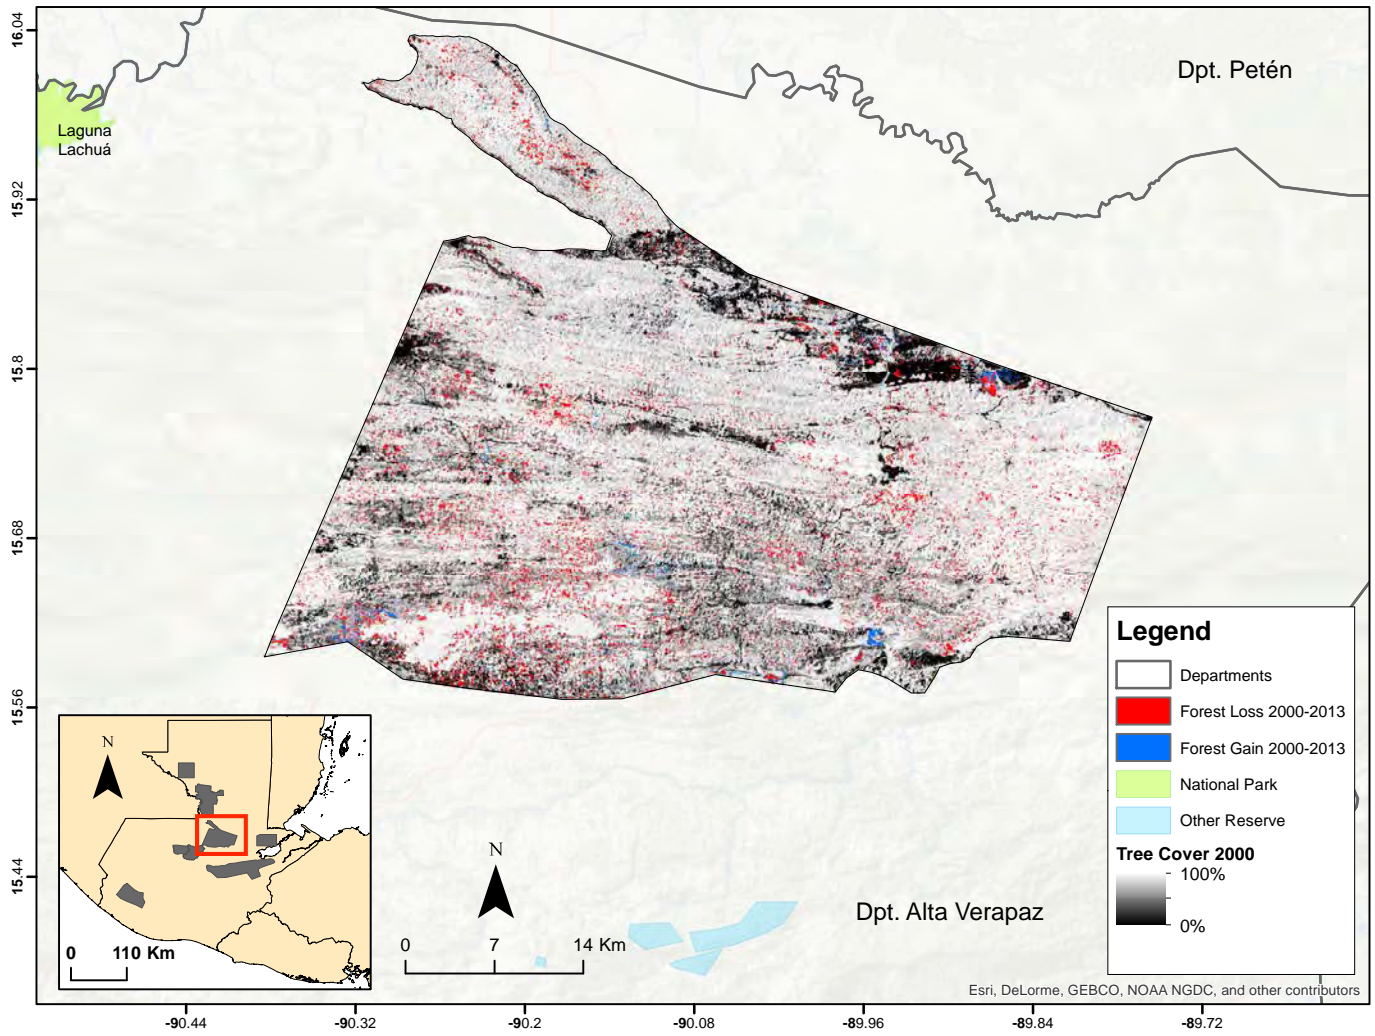 16.04
15.92
15.8
15.68
15.56
15.44
Dpt. Petén
Laguna
Lachuá
Legend
Departments
Forest Loss 2000-2013
Forest Gain 2000-2013
National Park
Other Reserve
Tree Cover 2000
100%
0%
N
0 110 Km
N
0 7 14 Km
Dpt. Alta Verapaz
Esri, DeLorme, GEBCO, NOAA NGDC, and other contributors
-90.44 -90.32 -90.2 -90.08 -89.96 -89.84 -89.72